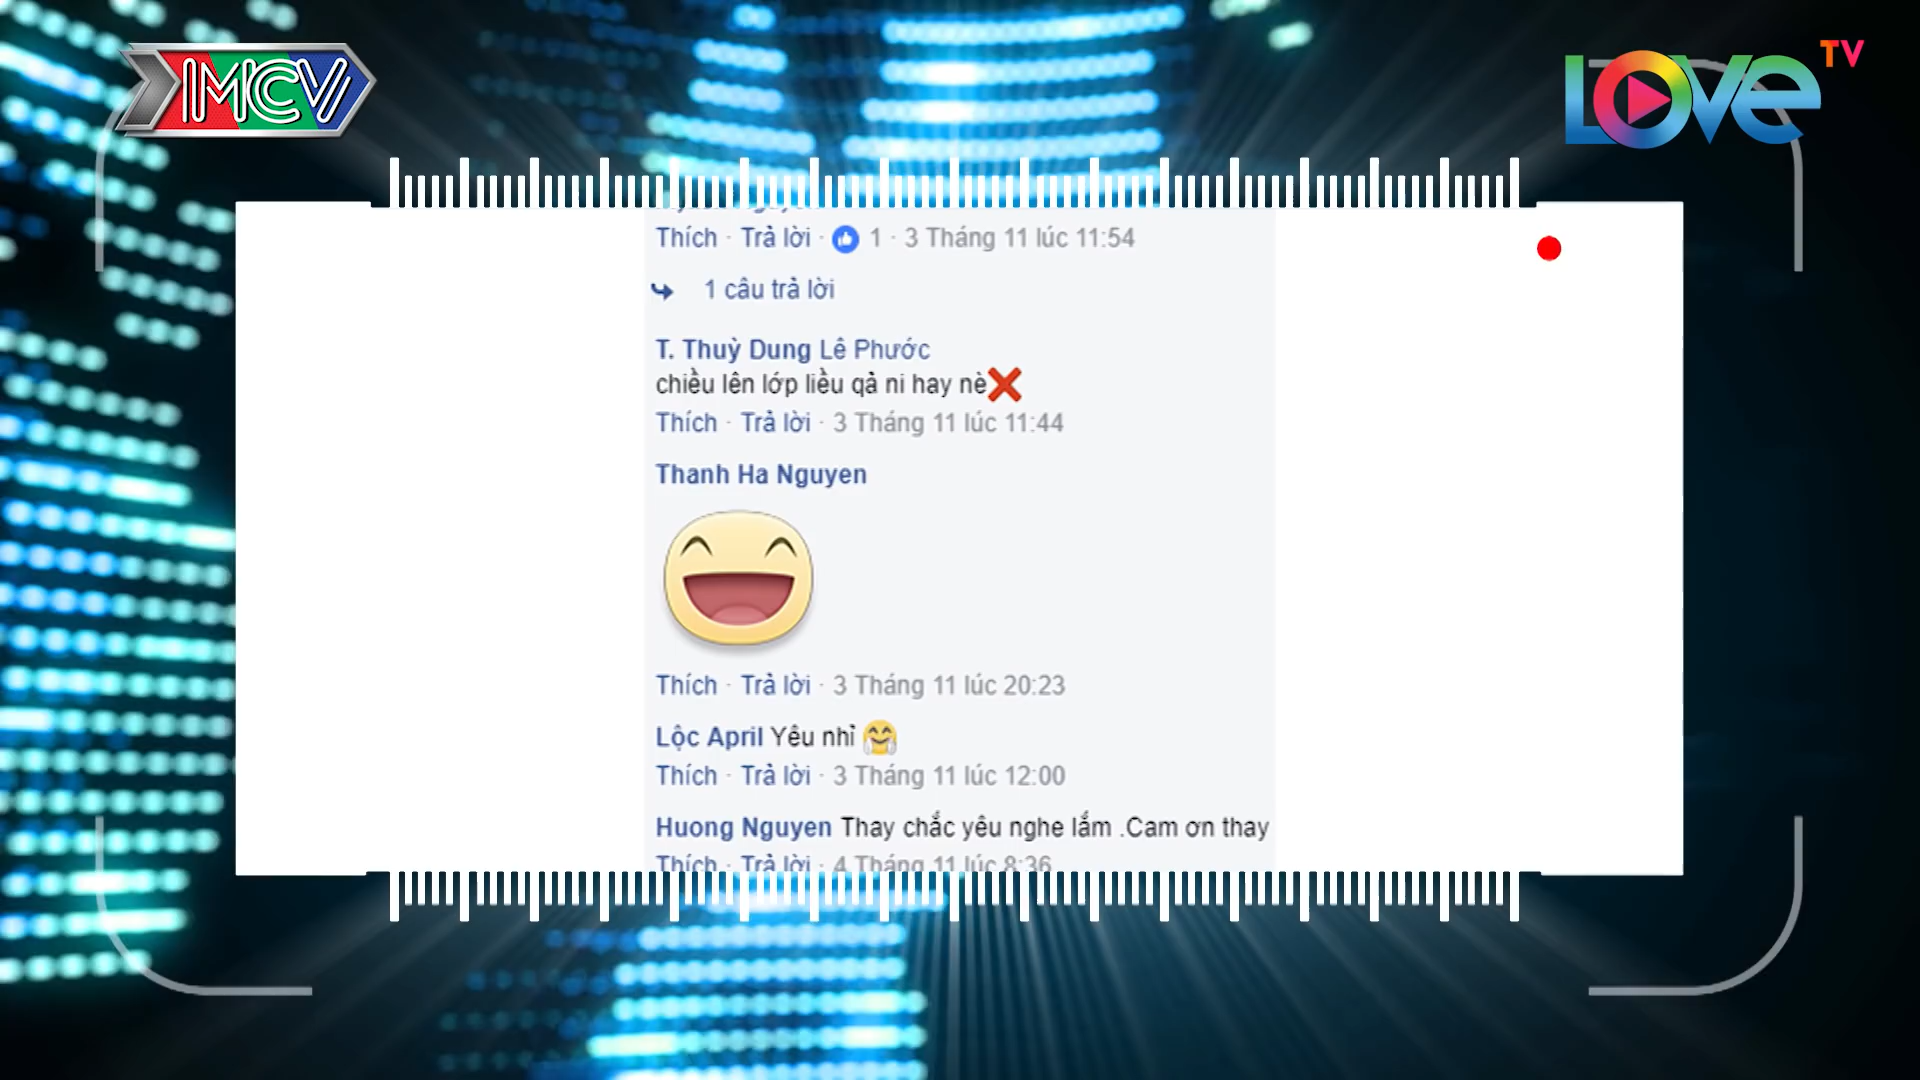 MCV
LOVE TV
Thích · Trả lời · 1 · 3 Tháng 11 lúc 11:54
1 câu trả lời
T. Thuỳ Dung Lê Phước
chiều lên lớp liều qả ni hay nè❌
Thích · Trả lời · 3 Tháng 11 lúc 11:44
Thanh Ha Nguyen
Thích · Trả lời · 3 Tháng 11 lúc 20:23
Lộc April Yêu nhỉ 🤗
Thích · Trả lời · 3 Tháng 11 lúc 12:00
Huong Nguyen Thay chắc yêu nghe lắm .Cam ơn thay
Thích · Trả lời · 4 Tháng 11 lúc 8:36